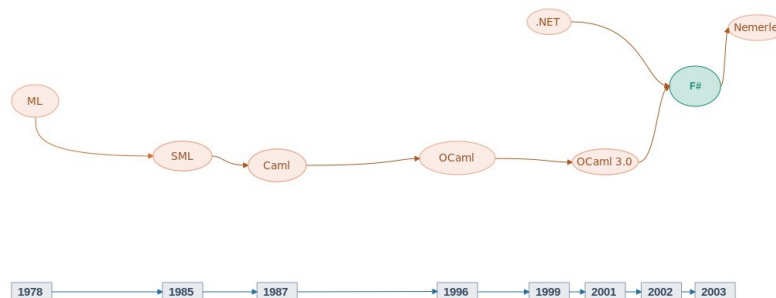 .NET
Nemerle
F#
ML
SML
Caml
OCaml
OCaml 3.0
1978
1985
1987
1996
1999
2001
2002
2003